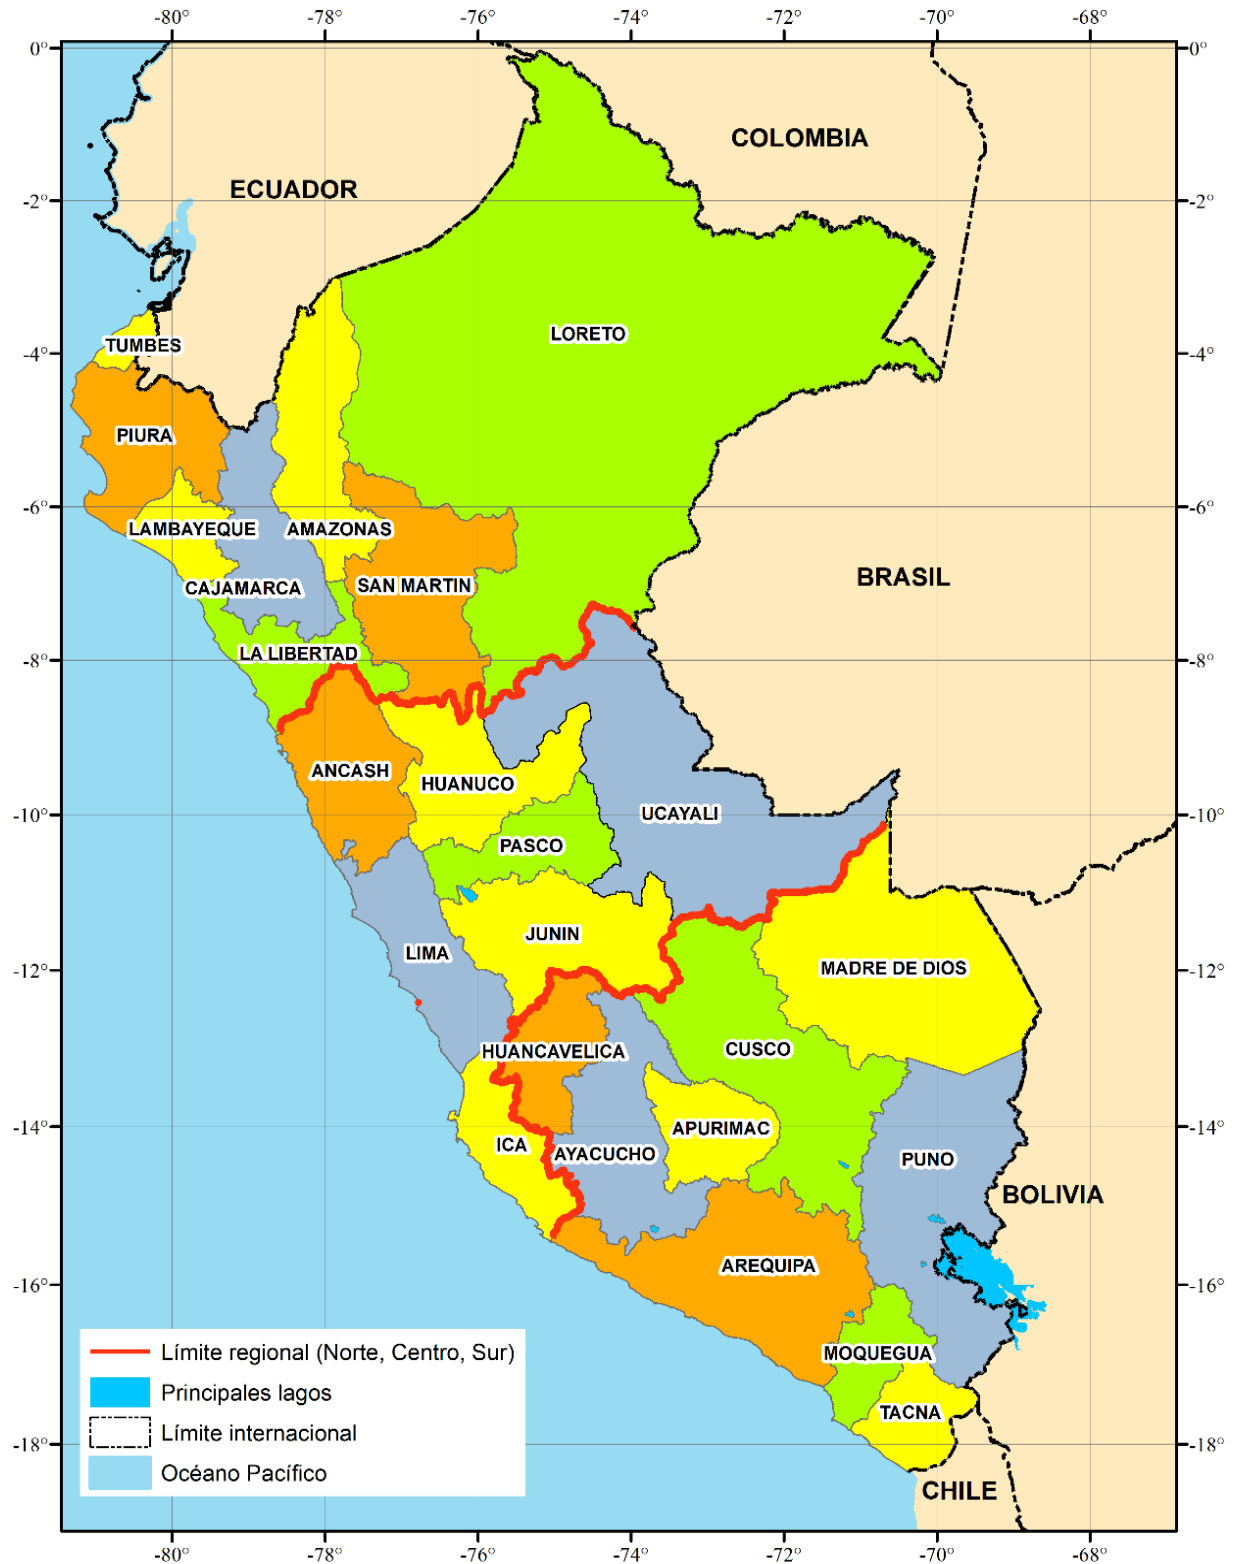 -80° -78° -76° -74° -72° -70° -68°
0° 0°
COLOMBIA
ECUADOR
-2° -2°
LORETO
TUMBES
-4° -4°
PIURA
-6° -6°
LAMBAYEQUE AMAZONAS
BRASIL
CAJAMARCA SAN MARTIN
LA LIBERTAD
-8° -8°
ANCASH
HUANUCO
-10° UCAYALI -10°
PASCO
JUNIN
LIMA
-12° MADRE DE DIOS -12°
HUANCAVELICA CUSCO
-14° APURIMAC -14°
ICA AYACUCHO PUNO
BOLIVIA
AREQUIPA
-16° -16°
Límite regional (Norte, Centro, Sur)
MOQUEGUA
Principales lagos
TACNA
Límite internacional
-18° -18°
Océano Pacífico
CHILE
-80° -78° -76° -74° -72° -70° -68°